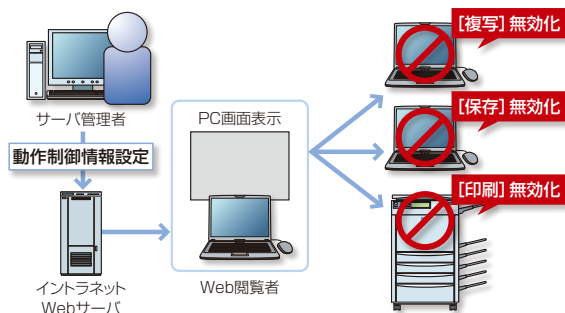 サーバ管理者
動作制御情報設定
イントラネット
Webサーバ
PC画面表示
Web閲覧者
[複写] 無効化
[保存] 無効化
[印刷] 無効化